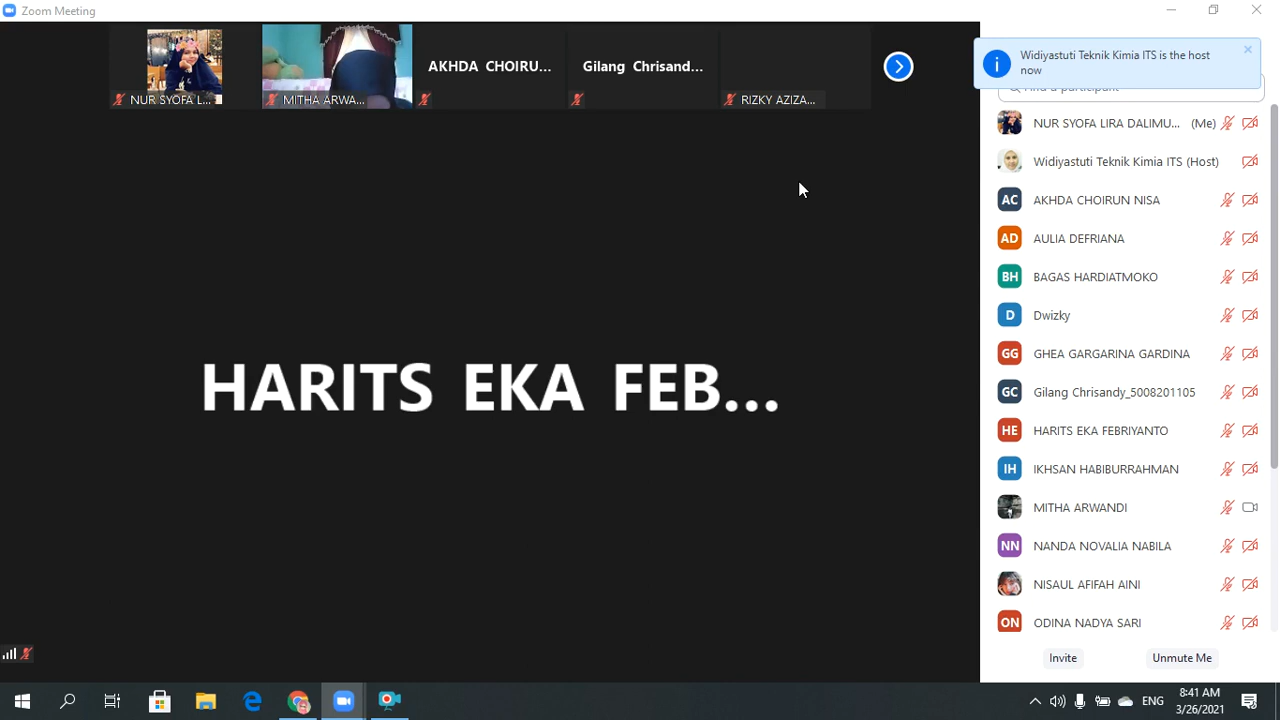 Zoom Meeting
NUR SYOFA L...
MITHA ARWA...
AKHDA CHOIRU...
Gilang Chrisand...
RIZKY AZIZA...
HARITS EKA FEB...
Widiyastuti Teknik Kimia ITS is the host
now
Find a participant
NUR SYOFA LIRA DALIMU... (Me)
Widiyastuti Teknik Kimia ITS (Host)
AC AKHDA CHOIRUN NISA
AD AULIA DEFRIANA
BH BAGAS HARDIATMOKO
D Dwizky
GG GHEA GARGARINA GARDINA
GC Gilang Chrisandy_5008201105
HE HARITS EKA FEBRIYANTO
IH IKHSAN HABIBURRAHMAN
MITHA ARWANDI
NN NANDA NOVALIA NABILA
NISAUL AFIFAH AINI
ON ODINA NADYA SARI
Invite Unmute Me
ENG
8:41 AM
3/26/2021